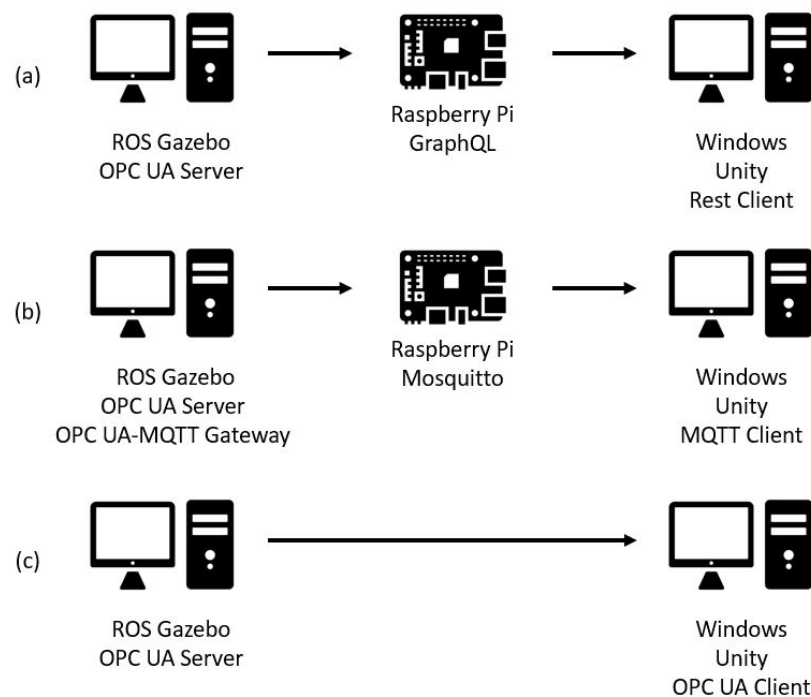 (a)
ROS Gazebo
OPC UA Server
Raspberry Pi
GraphQL
Windows
Unity
Rest Client
(b)
ROS Gazebo
OPC UA Server
OPC UA-MQTT Gateway
Raspberry Pi
Mosquitto
Windows
Unity
MQTT Client
(c)
ROS Gazebo
OPC UA Server
Windows
Unity
OPC UA Client